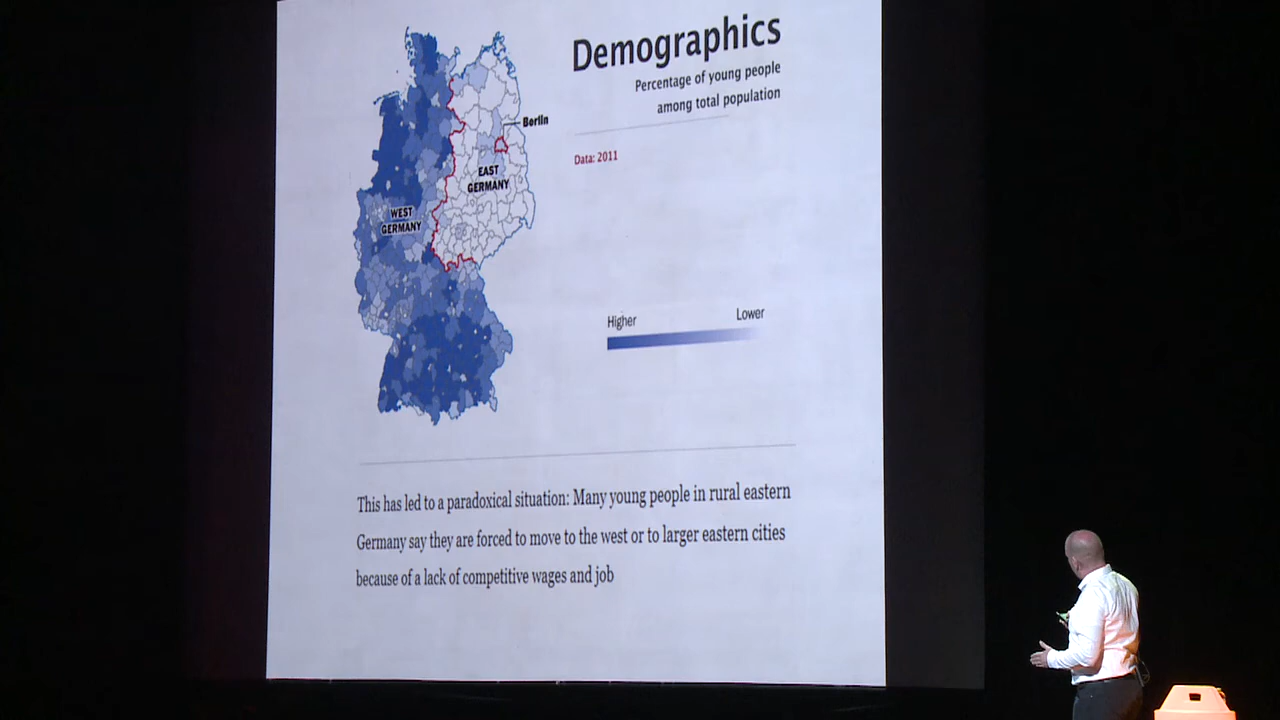 Demographics
Percentage of young people
among total population
Data: 2011
Berlin
EAST
GERMANY
WEST
GERMANY
Higher
Lower
This has led to a paradoxical situation: Many young people in rural eastern
Germany say they are forced to move to the west or to larger eastern cities
because of a lack of competitive wages and job